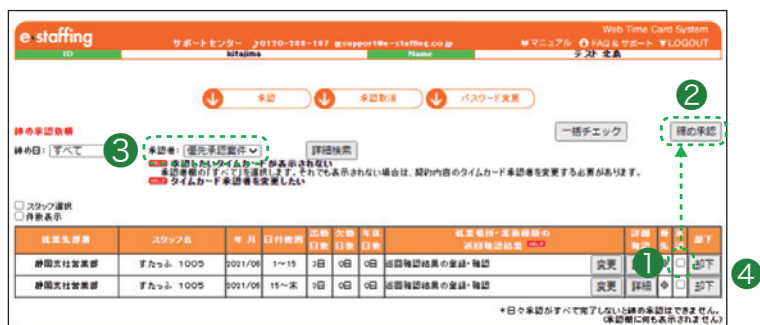 e-staffing
Web Time Card System
サポートセンター 0120-288-187 support@e-staffing.co.jp
マニュアル FAQ & サポート ▼LOGOUT
ID kitajima Name テスト 北島
承認 承認取消 パスワード変更
②
締め承認依頼
一括チェック 締め承認
締め日: すべて ③ 承認者: 優先承認案件 詳細検索
承認したいタイムカードが表示されない
承認者欄の「すべて」を選択します。それでも表示されない場合は、契約内容のタイムカード承認者を変更する必要があります。
タイムカード承認者を変更したい
スタッフ選択
件数表示
就業先部署 スタッフ名 年月 日付範囲 出勤日数 欠勤日数 年休日数 就業場所・業務種類の巡回確認結果 詳細確認 却下
静岡支社営業部 すたっふ 1005 2021/06 1〜15 0日 0日 巡回確認結果の登録・確認 変更 ① 却下 ④
静岡支社営業部 すたっふ 1005 2021/06 15〜末 0日 0日 巡回確認結果の登録・確認 変更 詳細 却下
*日々承認がすべて完了しないと締め承認はできません。
(承認欄に何も表示されません)